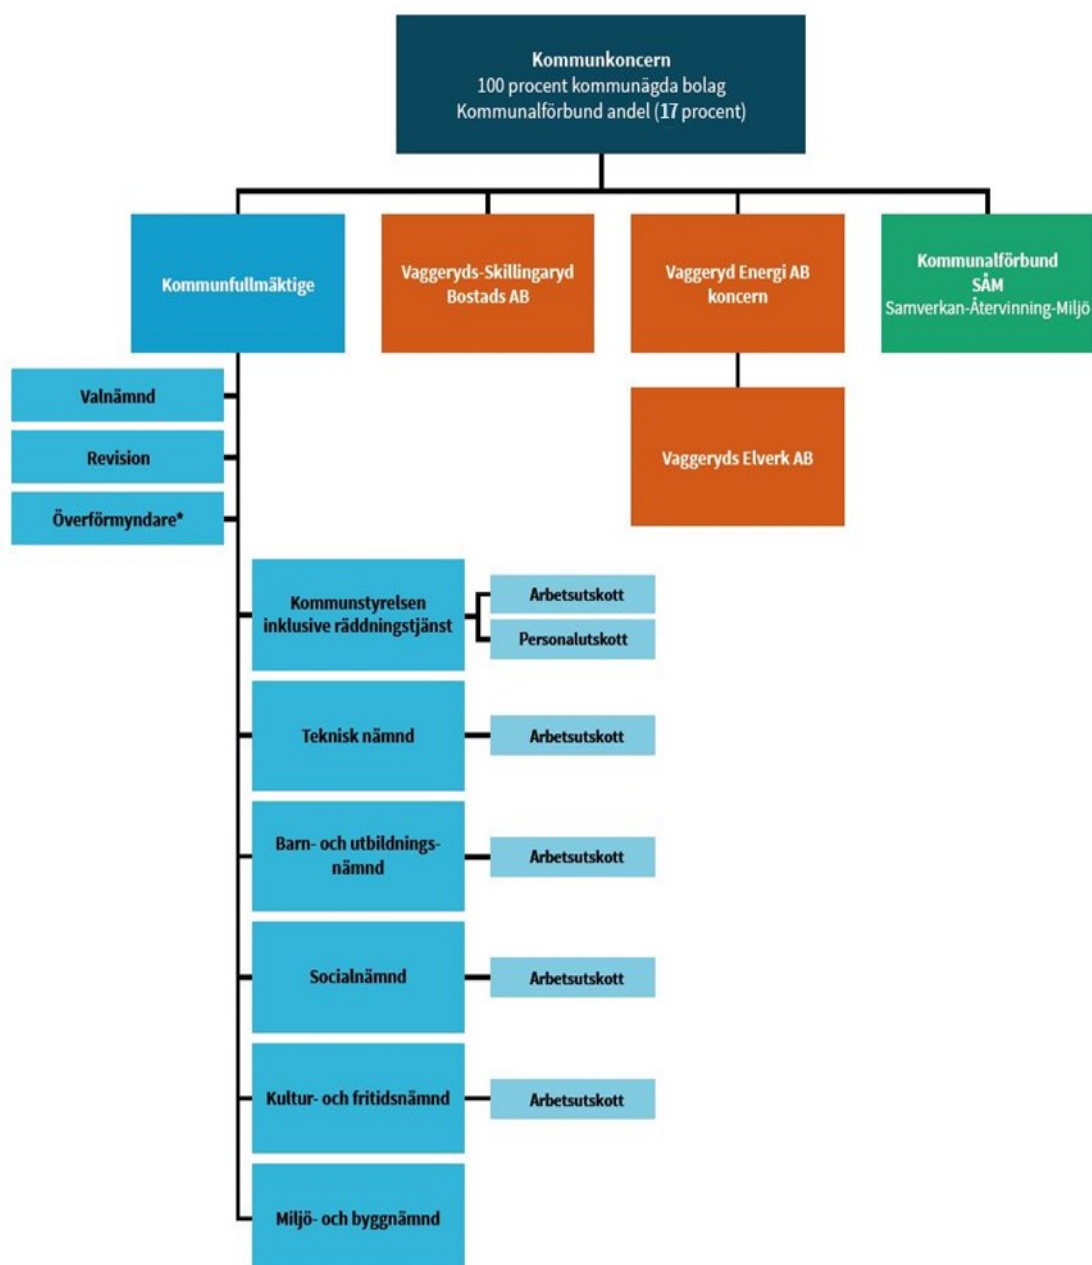 Kommunkoncern
100 procent kommunägda bolag
Kommunalförbund andel (17 procent)
Kommunfullmäktige
Vaggeryds-Skillingaryd
Bostads AB
Vaggeryd Energi AB
koncern
Kommunalförbund
SÅM
Samverkan-Återvinning-Miljö
Valnämnd
Revision
Överförmyndare*
Vaggeryds Elverk AB
Kommunstyrelsen
inklusive räddningstjänst
Arbetsutskott
Personalutskott
Teknisk nämnd
Arbetsutskott
Barn- och utbildnings-
nämnd
Arbetsutskott
Socialnämnd
Arbetsutskott
Kultur- och fritidsnämnd
Arbetsutskott
Miljö- och byggnämnd